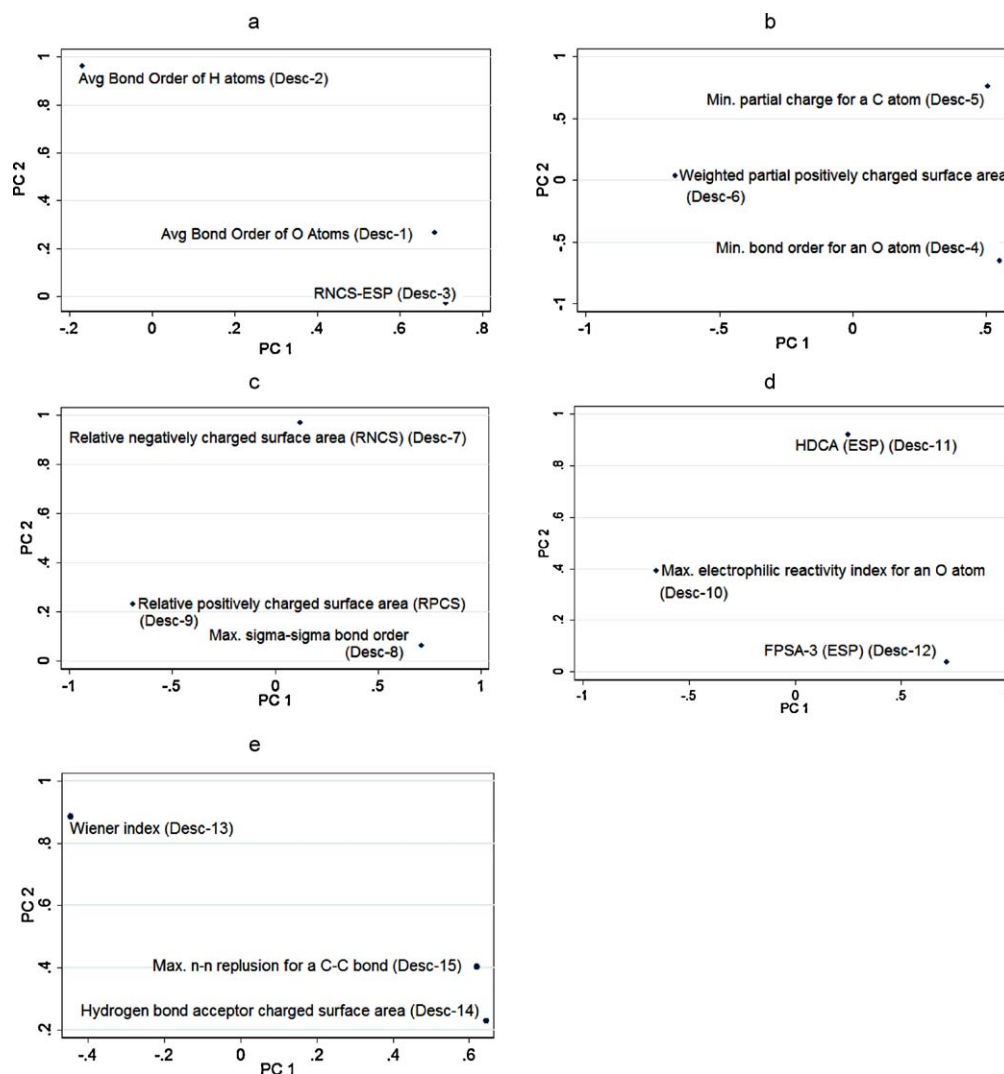 a
1
.8
.6
.4
.2
0
PC 2
Avg Bond Order of H atoms (Desc-2)
Avg Bond Order of O Atoms (Desc-1)
RNCS-ESP (Desc-3)
-.2 0 .2 .4 .6 .8
PC 1
b
1
.5
0
-.5
-1
PC 2
Min. partial charge for a C atom (Desc-5)
Weighted partial positively charged surface area
(Desc-6)
Min. bond order for an O atom (Desc-4)
-1 -.5 0 .5
PC 1
c
1
.8
.6
.4
.2
0
PC 2
Relative negatively charged surface area (RNCS) (Desc-7)
Relative positively charged surface area (RPCS)
(Desc-9)
Max. sigma-sigma bond order
(Desc-8)
-1 -.5 0 .5 1
PC 1
d
1
.8
.6
.4
.2
0
PC 2
HDCA (ESP) (Desc-11)
Max. electrophilic reactivity index for an O atom
(Desc-10)
FPSA-3 (ESP) (Desc-12)
-1 -.5 0 .5
PC 1
e
1
.8
.6
.4
.2
PC 2
Wiener index (Desc-13)
Max. n-n replusion for a C-C bond (Desc-15)
Hydrogen bond acceptor charged surface area (Desc-14)
-.4 -.2 0 .2 .4 .6
PC 1